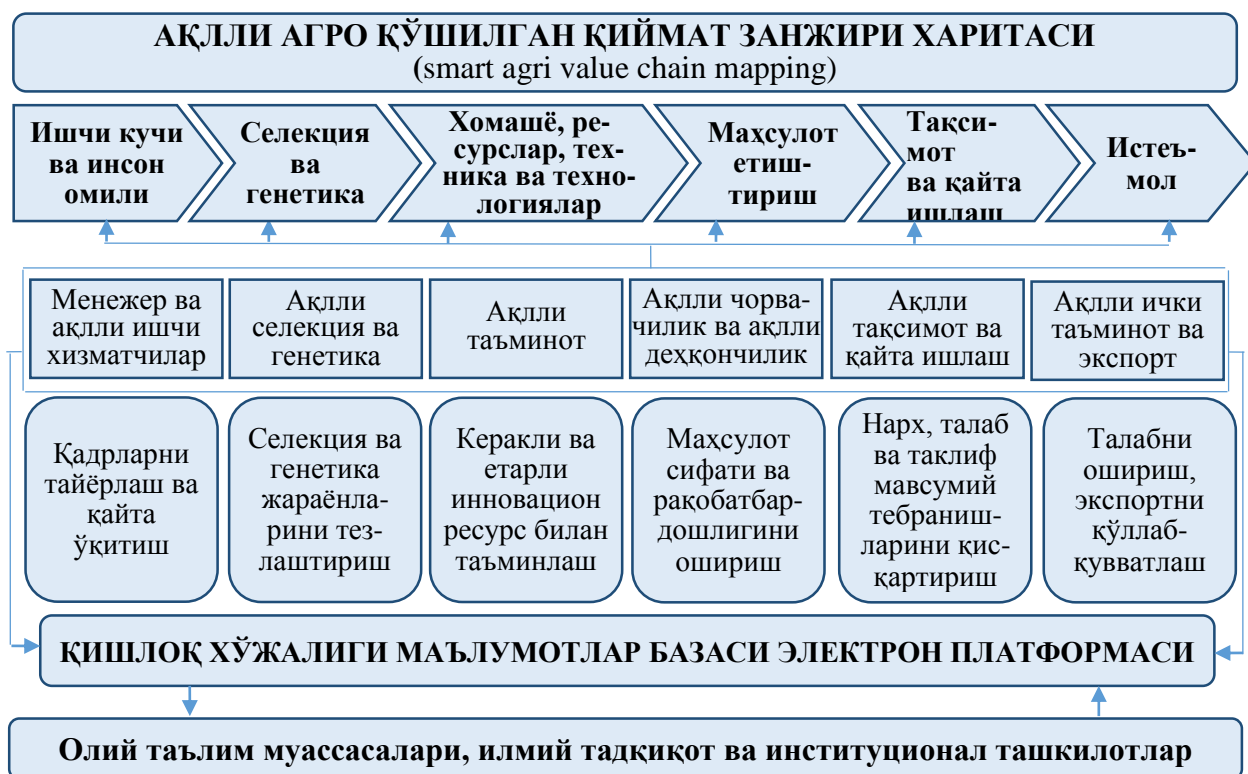 АҚЛЛИ АГРО ҚЎШИЛГАН ҚИЙМАТ ЗАНЖИРИ ХАРИТАСИ
(smart agri value chain mapping)
Ишчи кучи
ва инсон
омили
Селекция
ва
генетика
Хомашё, ре-
сурслар, тех-
ника ва техно-
логиялар
Маҳсулот
етиш-
тириш
Тақси-
мот
ва қайта
ишлаш
Истеъ-
мол
Менежер ва
ақлли ишчи
хизматчилар
Ақлли
селекция ва
генетика
Ақлли
таъминот
Ақлли чорва-
чилик ва ақлли
деҳқончилик
Ақлли
тақсимот ва
қайта ишлаш
Ақлли ички
таъминот ва
экспорт
Қадрларни
тайёрлаш ва
қайта
ўқитиш
Селекция ва
генетика
жараёнла-
рини тез-
лаштириш
Керакли ва
етарли
инновацион
ресурс билан
таъминлаш
Маҳсулот
сифати ва
рақобатбар-
дошлигини
ошириш
Нарх, талаб
ва таклиф
мавсумий
тебраниш-
ларини қис-
қартириш
Талабни
ошириш,
экспортни
қўллаб-
қувватлаш
ҚИШЛОҚ ХЎЖАЛИГИ МАЪЛУМОТЛАР БАЗАСИ ЭЛЕКТРОН ПЛАТФОРМАСИ
Олий таълим муассасалари, илмий тадқиқот ва институционал ташкилотлар